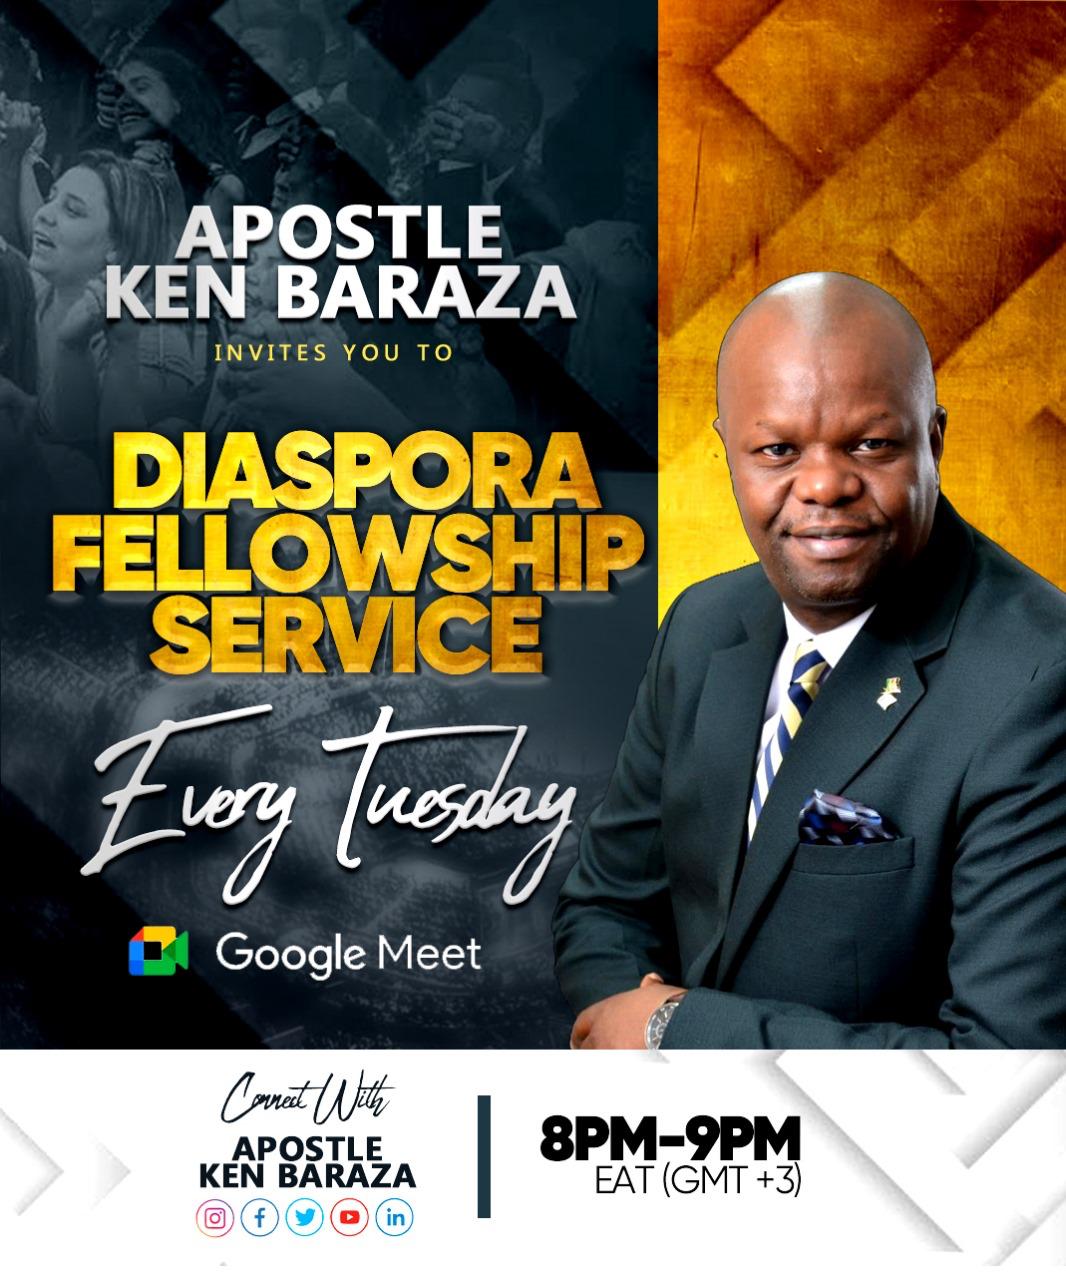 APOSTLE
KEN BARAZA
INVITES YOU TO
DIASPORA
FELLOWSHIP
SERVICE
Every Tuesday
Google Meet
Connect With
APOSTLE
KEN BARAZA
8PM-9PM
EAT (GMT +3)